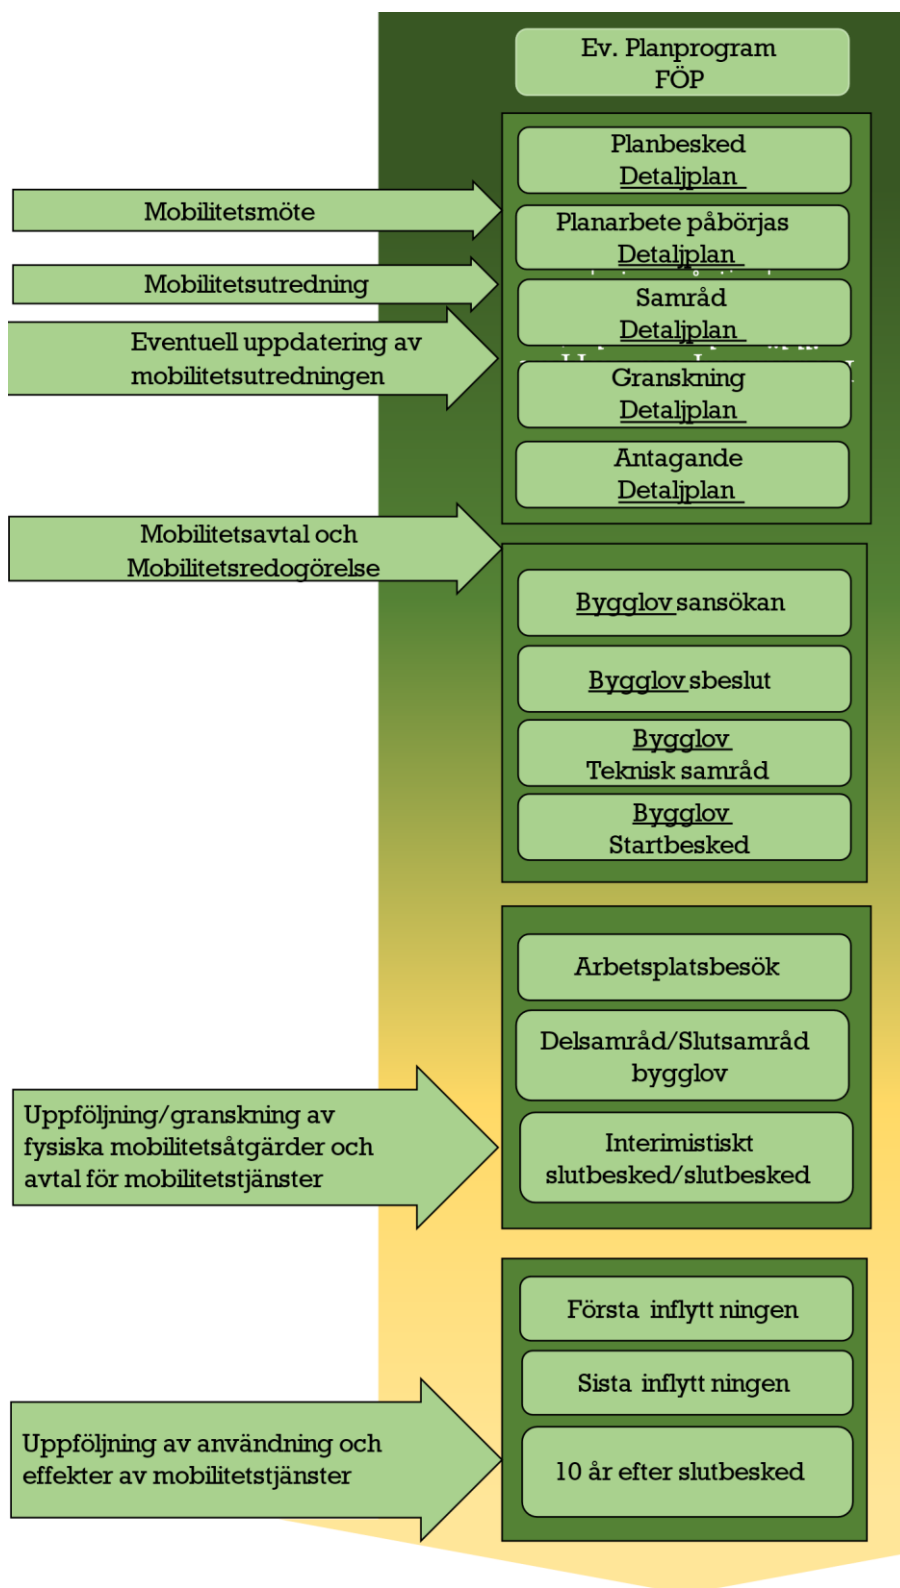 Ev. Planprogram
FÖP
Planbesked
Detaljplan
Mobilitetsmöte
Planarbete påbörjas
Detaljplan
Mobilitetsutredning
Samråd
Detaljplan
Eventuell uppdatering av
mobilitetsutredningen
Granskning
Detaljplan
Antagande
Detaljplan
Mobilitetsavtal och
Mobilitetsredogörelse
Bygglov sansökan
Bygglov sbeslut
Bygglov
Teknisk samråd
Bygglov
Startbesked
Arbetsplatsbesök
Delsamråd/Slutsamråd
bygglov
Uppföljning/granskning av
fysiska mobilitetsåtgärder och
avtal för mobilitetstjänster
Interimistiskt
slutbesked/slutbesked
Första inflytt ningen
Sista inflytt ningen
Uppföljning av användning och
effekter av mobilitetstjänster
10 år efter slutbesked